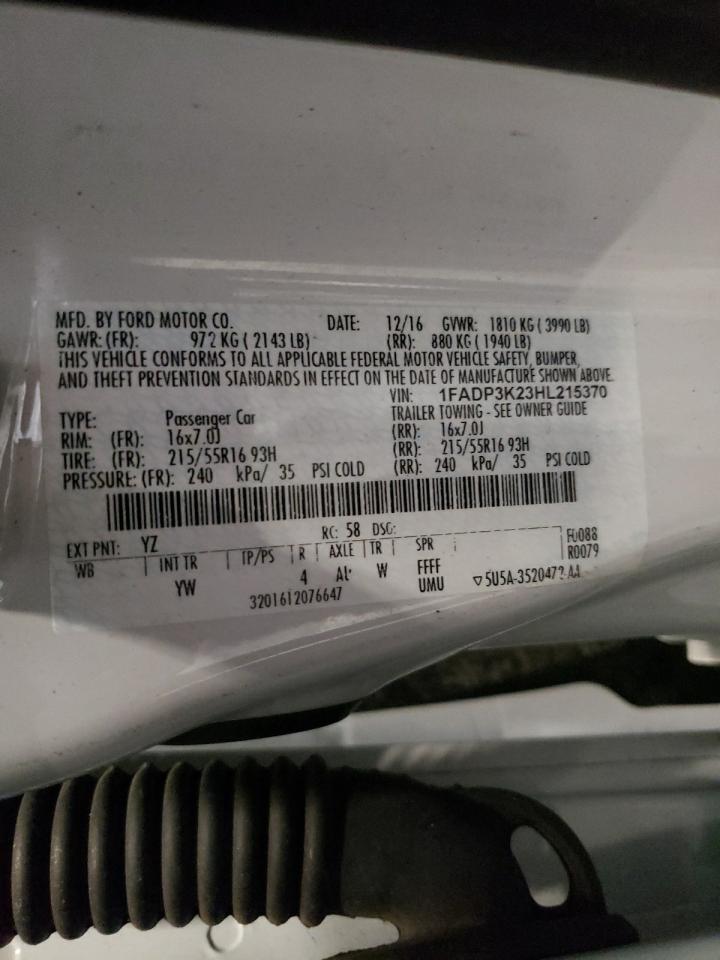 MFD. BY FORD MOTOR CO. DATE: 12/16 GVWR: 1810 KG ( 3990 LB)
GAWR: (FR): 972 KG ( 2143 LB) (RR): 880 KG ( 1940 LB)
THIS VEHICLE CONFORMS TO ALL APPLICABLE FEDERAL MOTOR VEHICLE SAFETY, BUMPER,
AND THEFT PREVENTION STANDARDS IN EFFECT ON THE DATE OF MANUFACTURE SHOWN ABOVE.
VIN: 1FADP3K23HL215370
TYPE: Passenger Car TRAILER TOWING - SEE OWNER GUIDE
RIM: (FR): 16x7.0J (RR): 16x7.0J
TIRE: (FR): 215/55R16 93H (RR): 215/55R16 93H
PRESSURE: (FR): 240 kPa/ 35 PSI COLD (RR): 240 kPa/ 35 PSI COLD
EXT PNT: YZ RC: 58 DSO: F0088
WB INT TR TP/PS R AXLE TR SPR R0079
YW 4 W FFFF
3201612076647 UMU ▽5U5A-3520472-AA